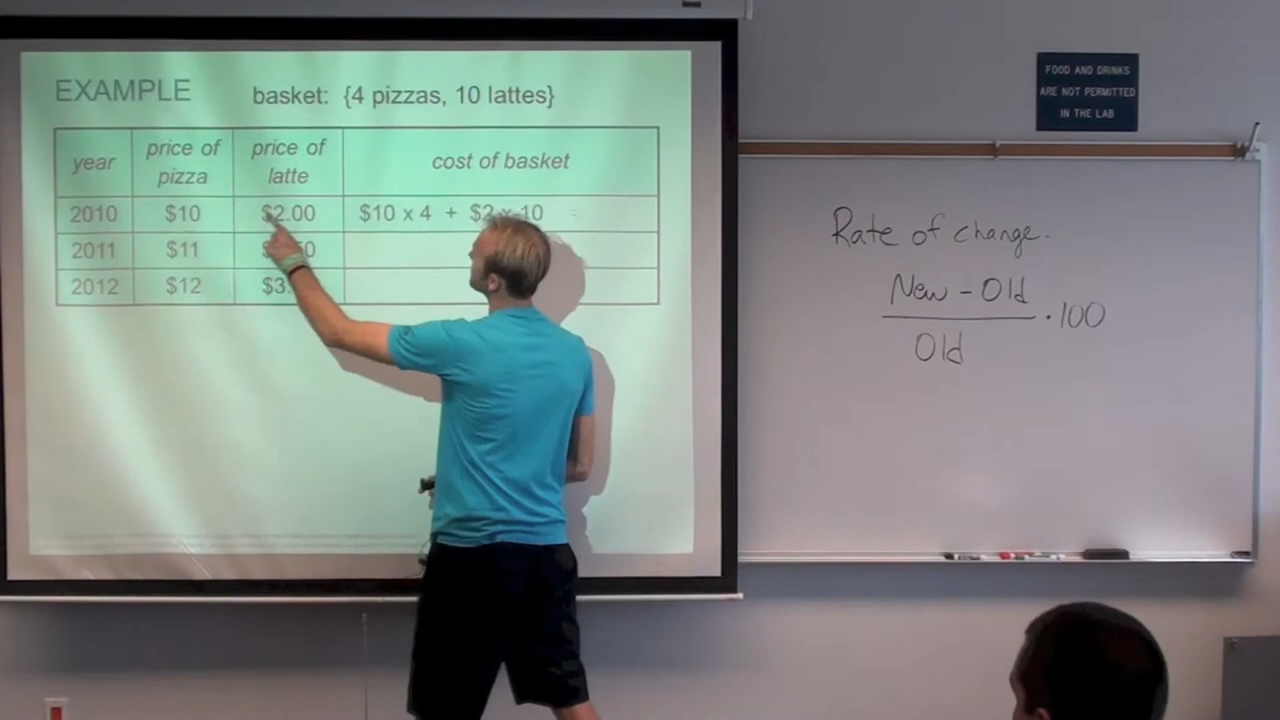 EXAMPLE
basket: {4 pizzas, 10 lattes}
year price of pizza price of latte cost of basket
2010 $10 $2.00 $10 x 4 + $2 x 10 =
2011 $11
2012 $12
FOOD AND DRINKS
ARE NOT PERMITTED
IN THE LAB
Rate of change.
New - Old
Old
· 100